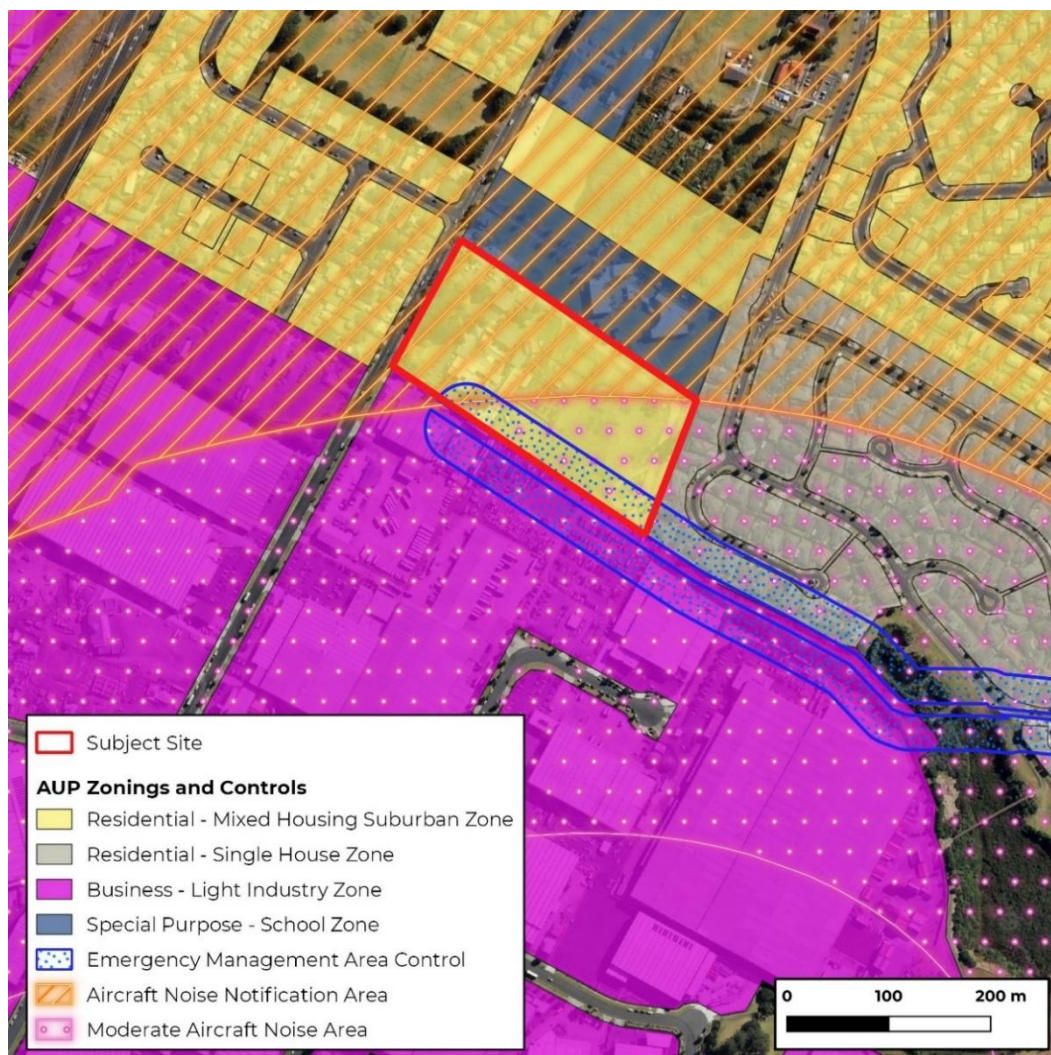 Subject Site
AUP Zonings and Controls
Residential - Mixed Housing Suburban Zone
Residential - Single House Zone
Business - Light Industry Zone
Special Purpose - School Zone
Emergency Management Area Control
Aircraft Noise Notification Area
Moderate Aircraft Noise Area
0 100 200 m